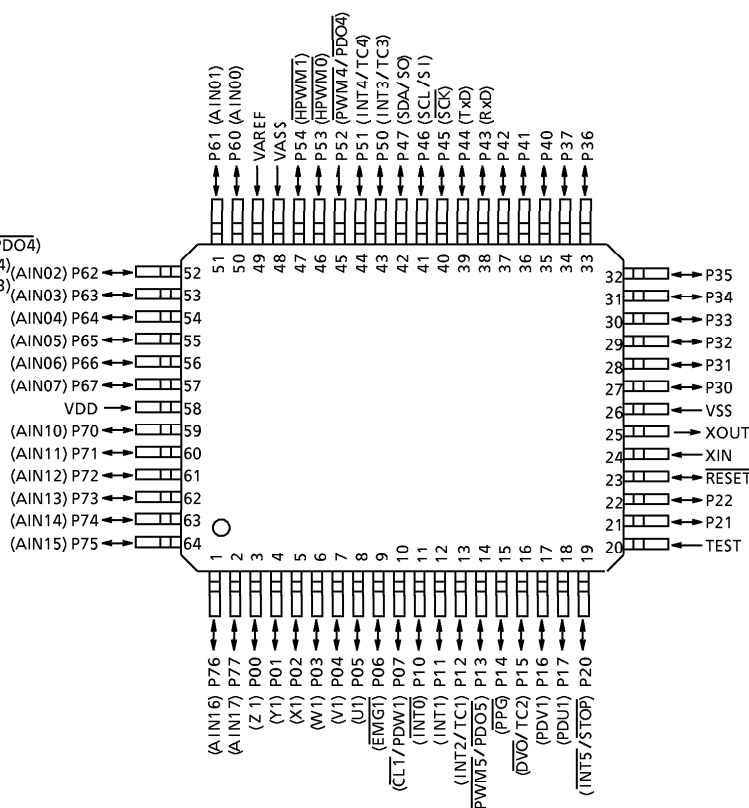 P61 (AIN01)
P60 (AIN00)
VAREF
VASS
P54 (HPWM1)
P53 (HPWM0)
P52 (PWM4/PDO4)
P51 (INT4/TC4)
P50 (INT3/TC3)
P47 (SDA/SO)
P46 (SCL/SI)
P45 (SCK)
P44 (TxD)
P43 (RxD)
P42
P41
P40
P37
P36
51 50 49 48 47 46 45 44 43 42 41 40 39 38 37 36 35 34 33
PDO4)
4)
3)
(AIN02) P62 52
(AIN03) P63 53
(AIN04) P64 54
(AIN05) P65 55
(AIN06) P66 56
(AIN07) P67 57
VDD 58
(AIN10) P70 59
(AIN11) P71 60
(AIN12) P72 61
(AIN13) P73 62
(AIN14) P74 63
(AIN15) P75 64
32 P35
31 P34
30 P33
29 P32
28 P31
27 P30
26 VSS
25 XOUT
24 XIN
23 RESET
22 P22
21 P21
20 TEST
1 2 3 4 5 6 7 8 9 10 11 12 13 14 15 16 17 18 19
(AIN16) P76
(AIN17) P77
(Z1) P00
(Y1) P01
(X1) P02
(W1) P03
(V1) P04
(U1) P05
(EMG1) P06
(CL1/PDW1) P07
(INT0) P10
(INT1) P11
(INT2/TC1) P12
PWM5/PDO5) P13
(PPG) P14
(DVO/TC2) P15
(PDV1) P16
(PDU1) P17
(INT5/STOP) P20